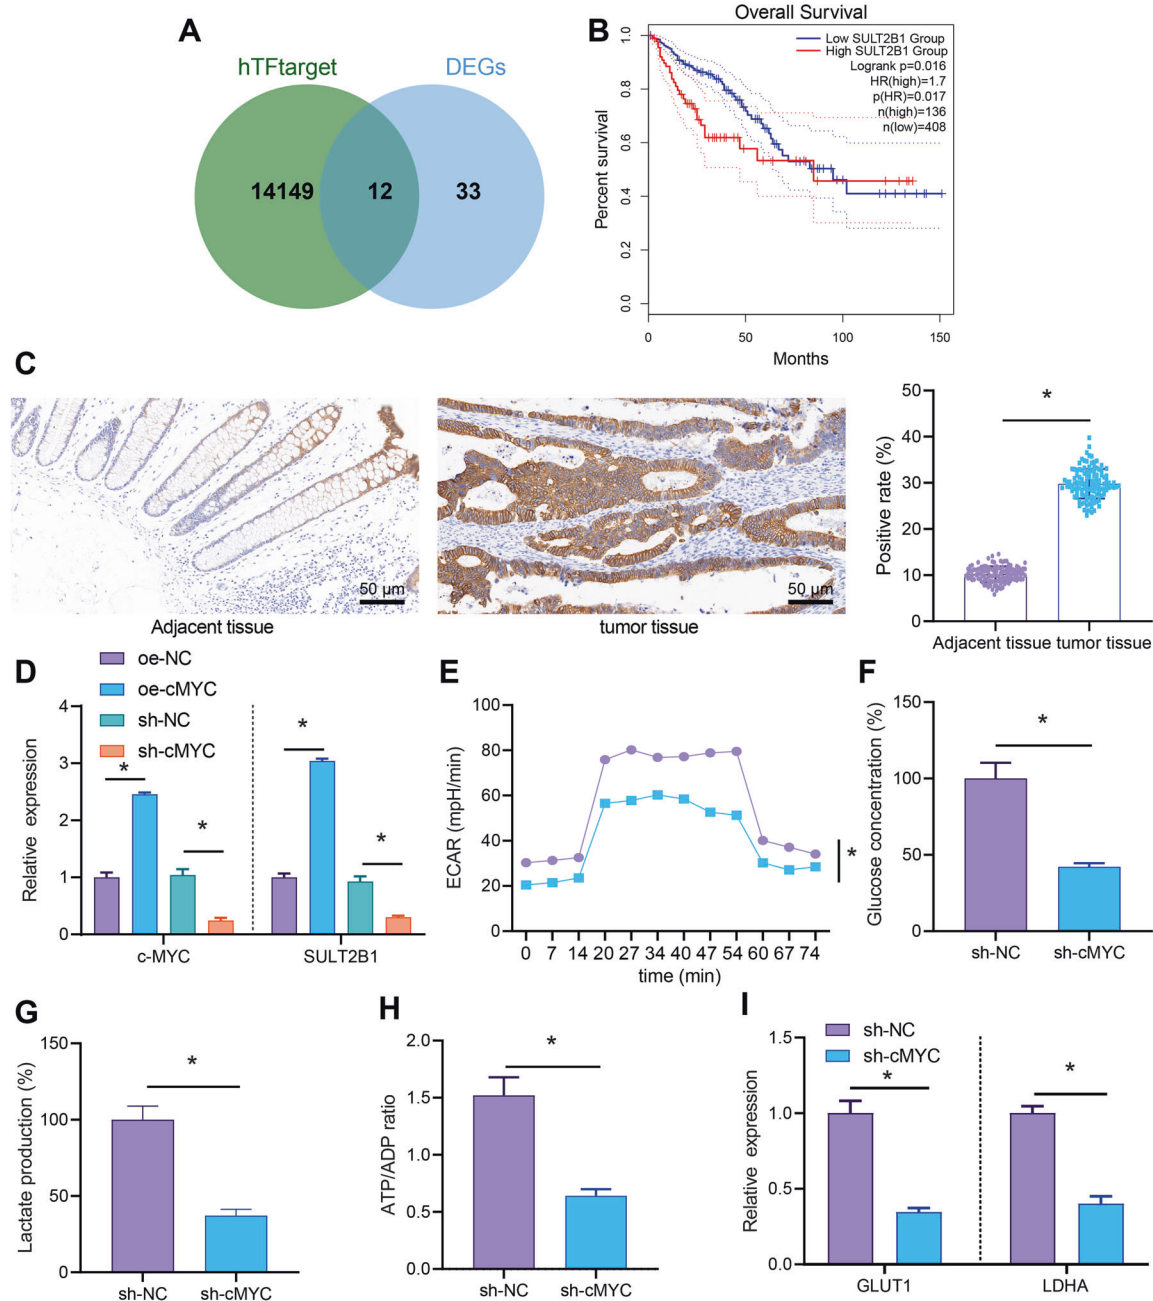 A
hTFtarget
DEGs
14149
12
33
B
Overall Survival
Low SULT2B1 Group
High SULT2B1 Group
Logrank p=0.016
HR(high)=1.7
p(HR)=0.017
n(high)=136
n(low)=408
Percent survival
1.0
0.8
0.6
0.4
0.2
0.0
0
50
100
150
Months
C
50 µm
Adjacent tissue
50 µm
tumor tissue
Positive rate (%)
50
40
30
20
10
0
*
Adjacent tissue
tumor tissue
D
oe-NC
oe-cMYC
sh-NC
sh-cMYC
Relative expression
4
3
2
1
0
*
*
*
*
c-MYC
SULT2B1
E
ECAR (mpH/min)
100
80
60
40
20
0
0 7 14 20 27 34 40 47 54 60 67 74
time (min)
*
F
Glucose concentration (%)
150
100
50
0
*
sh-NC
sh-cMYC
G
Lactate production (%)
150
100
50
0
*
sh-NC
sh-cMYC
H
ATP/ADP ratio
2.0
1.5
1.0
0.5
0.0
*
sh-NC
sh-cMYC
I
sh-NC
sh-cMYC
Relative expression
1.5
1.0
0.5
0.0
*
*
GLUT1
LDHA